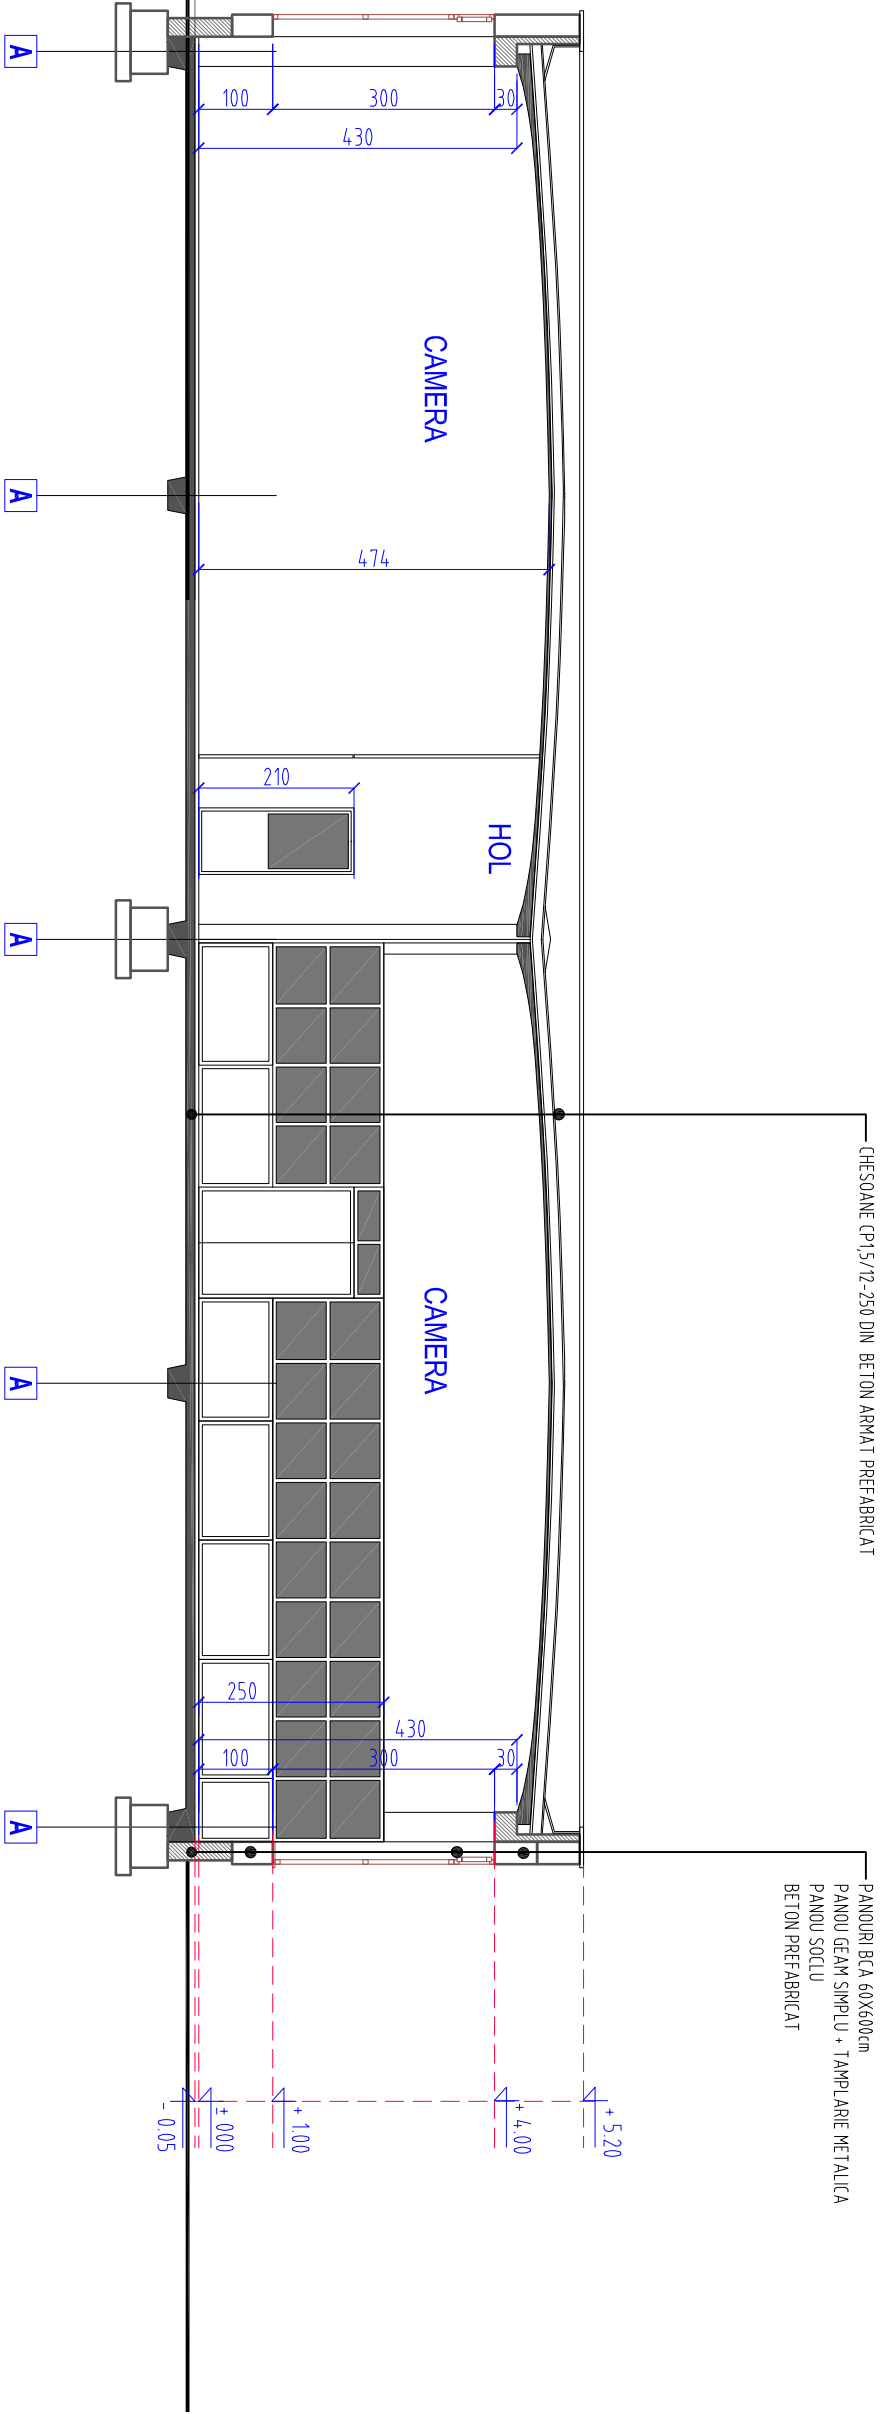 A
100
300
30
430
CAMERA
A
474
210
HOL
A
CHESOANE CP1,5/12-250 DIN BETON ARMAT PREFABRICAT
CAMERA
A
250
430
100
300
30
A
PANOURI BCA 60X600cm
PANOU GEAM SIMPLU + TAMPLARIE METALICA
PANOU SOCLU
BETON PREFABRICAT
+ 5.20
+ 4.00
+ 1.00
± 000
- 0.05